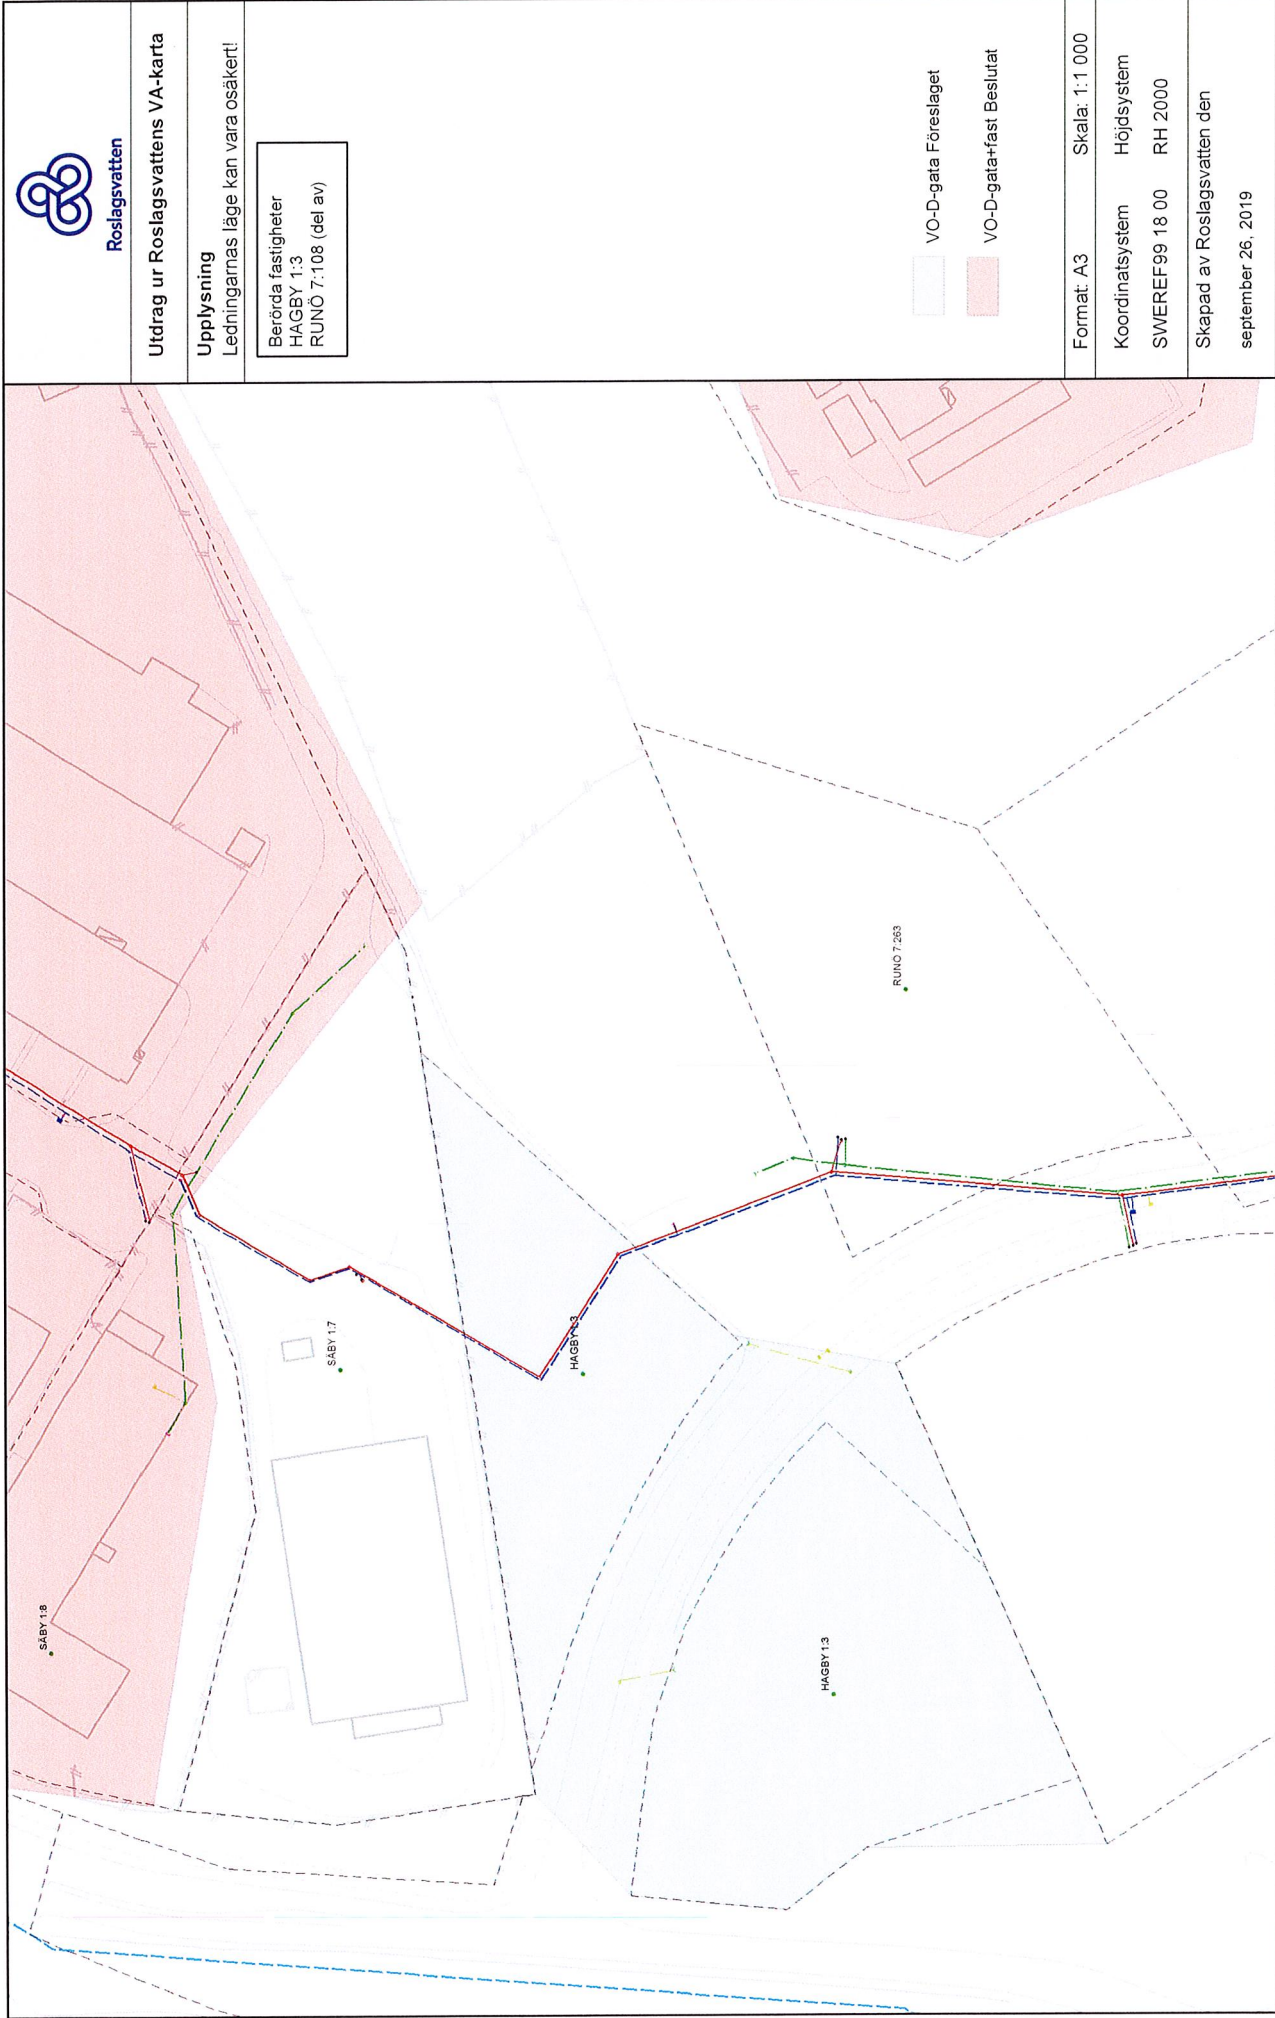 Roslagsvatten
Utdrag ur Roslagsvattens VA-karta
Upplysning
Ledningarnas läge kan vara osäkert!
Berörda fastigheter
HAGBY 1:3
RUNÖ 7:108 (del av)
VO-D-gata Föreslaget
VO-D-gata+fast Beslutat
Format: A3 Skala: 1:1 000
Koordinatsystem Höjdsystem
SWEREF99 18 00 RH 2000
Skapad av Roslagsvatten den
september 26, 2019
SÄBY 1:8
SÄBY 1:7
HAGBY 1:3
HAGBY 1:3
RUNÖ 7:263